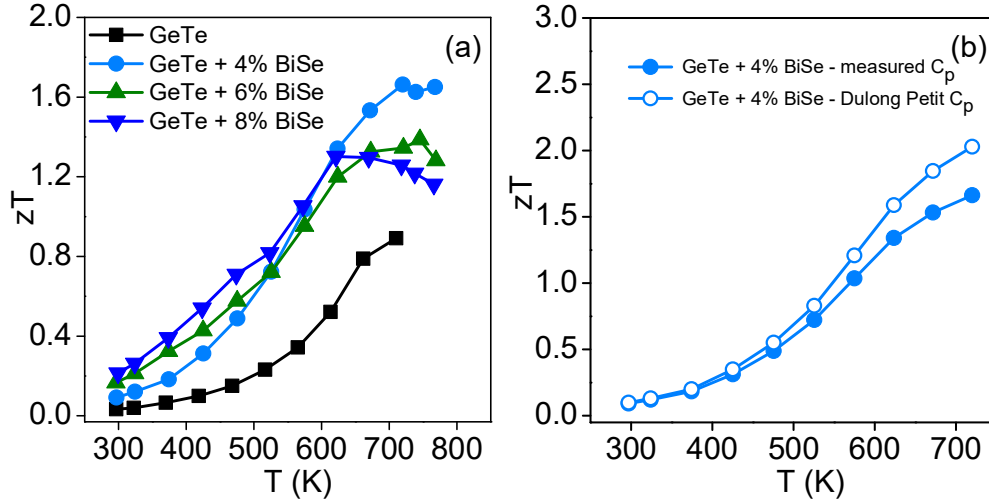 (a)
GeTe
GeTe + 4% BiSe
GeTe + 6% BiSe
GeTe + 8% BiSe
zT
2.0
1.6
1.2
0.8
0.4
0.0
300 400 500 600 700 800
T (K)
(b)
GeTe + 4% BiSe - measured Cp
GeTe + 4% BiSe - Dulong Petit Cp
zT
3.0
2.5
2.0
1.5
1.0
0.5
0.0
300 400 500 600 700
T (K)